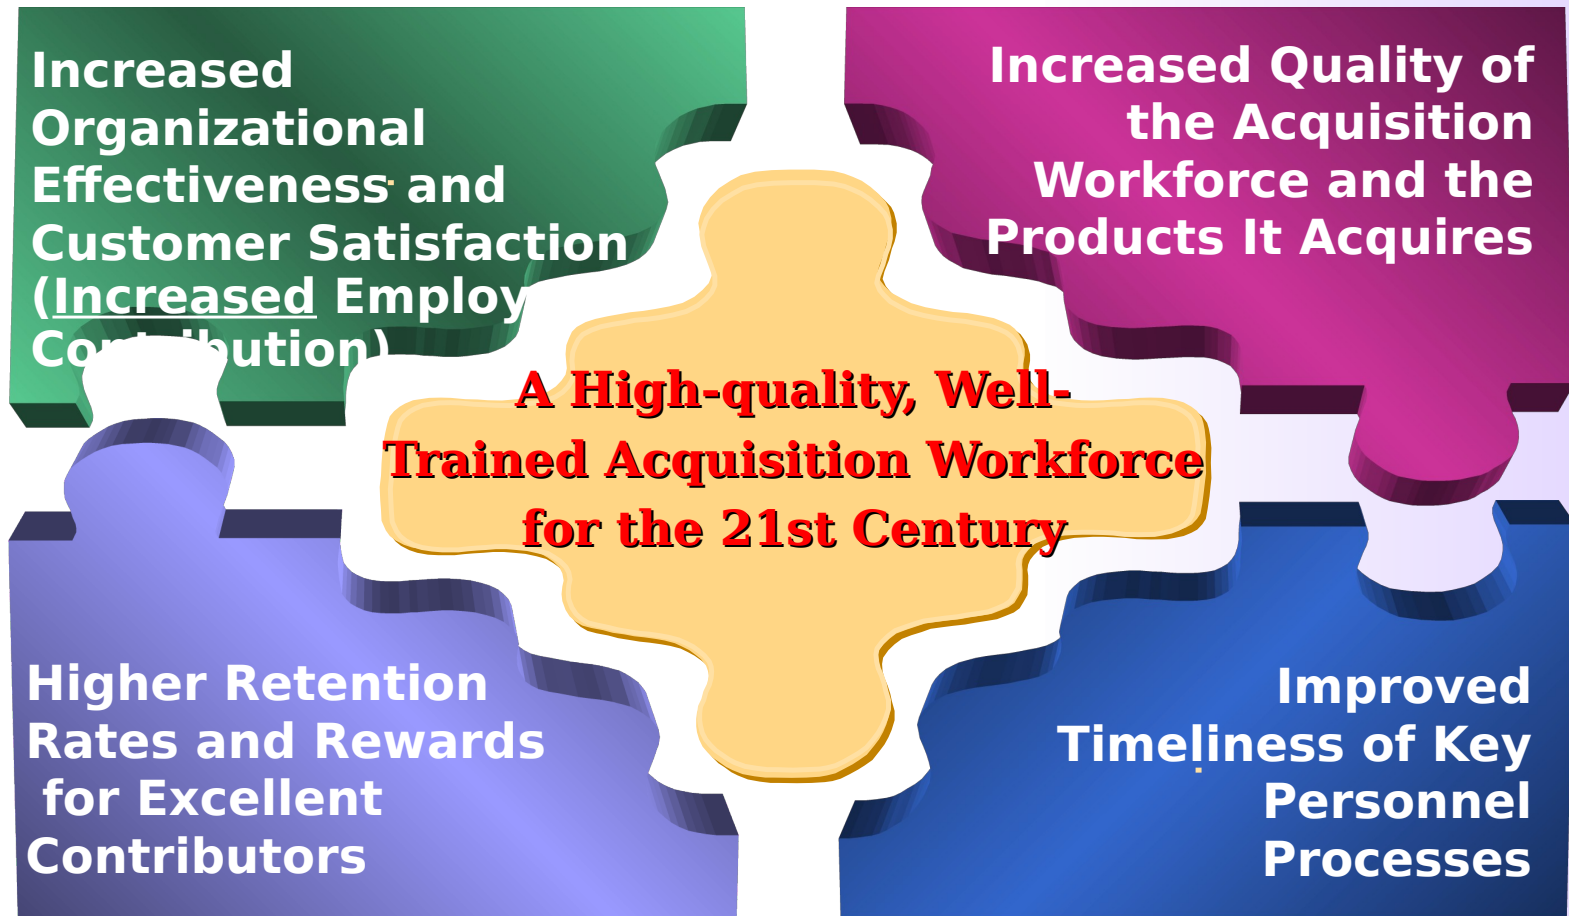 Increased
Organizational
Effectiveness and
Customer Satisfaction
(Increased Employ
Contribution)
Increased Quality of
the Acquisition
Workforce and the
Products It Acquires
A High-quality, Well-
Trained Acquisition Workforce
for the 21st Century
Higher Retention
Rates and Rewards
for Excellent
Contributors
Improved
Timeliness of Key
Personnel
Processes